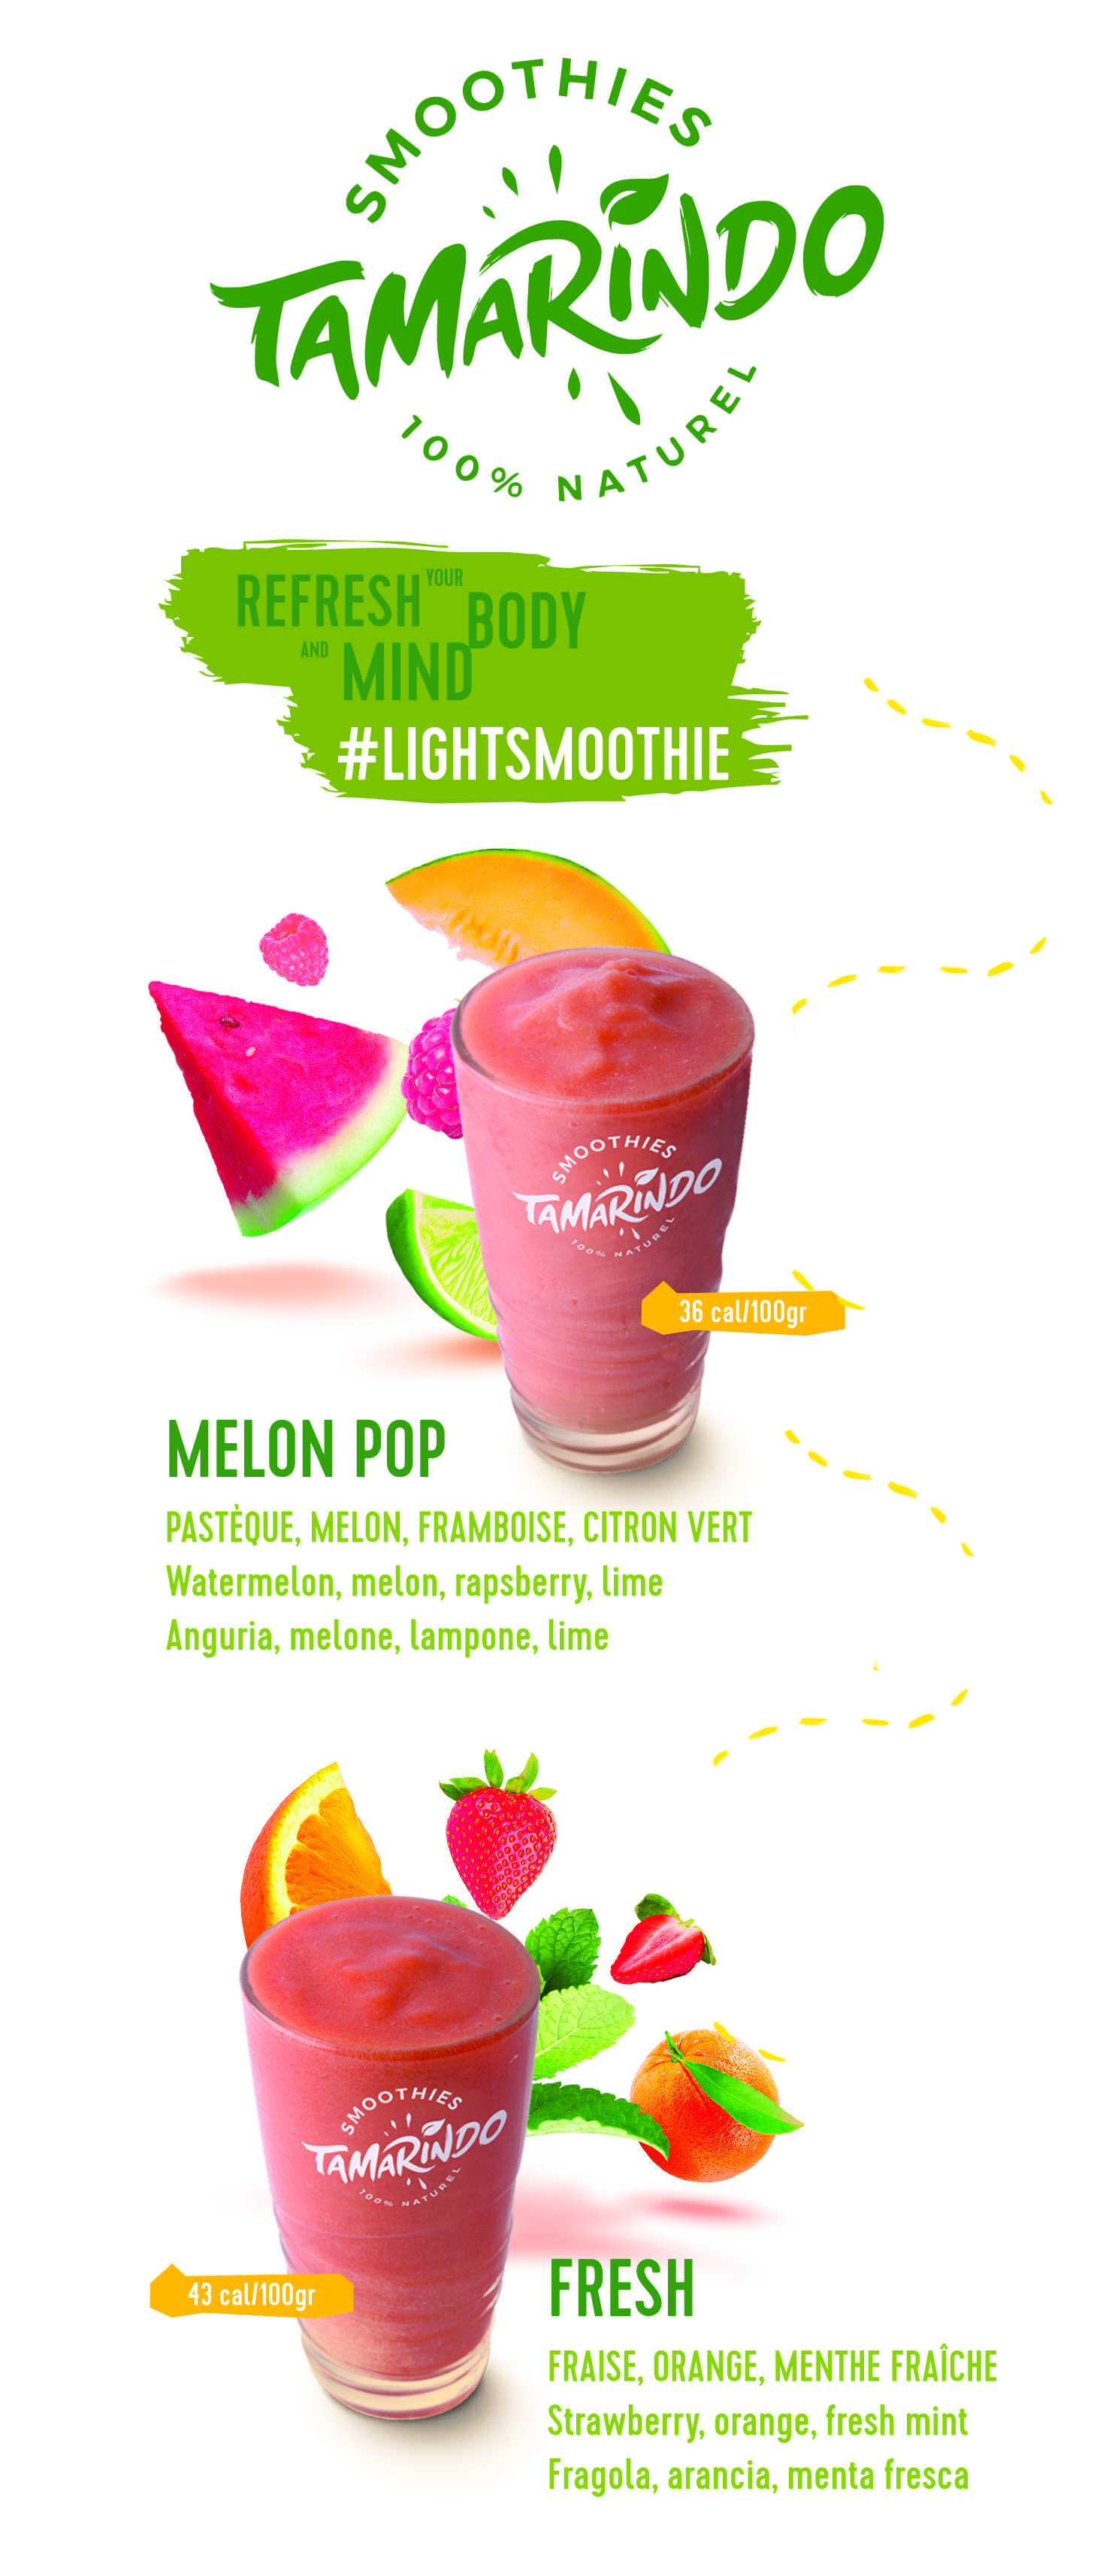 SMOOTHIES
TAMARINDO
100% NATUREL
REFRESH YOUR BODY
AND MIND
#LIGHTSMOOTHIE
SMOOTHIES
TAMARINDO
100% NATUREL
36 cal/100gr
MELON POP
PASTÈQUE, MELON, FRAMBOISE, CITRON VERT
Watermelon, melon, rapsberry, lime
Anguria, melone, lampone, lime
SMOOTHIES
TAMARINDO
100% NATUREL
43 cal/100gr
FRESH
FRAISE, ORANGE, MENTHE FRAÎCHE
Strawberry, orange, fresh mint
Fragola, arancia, menta fresca